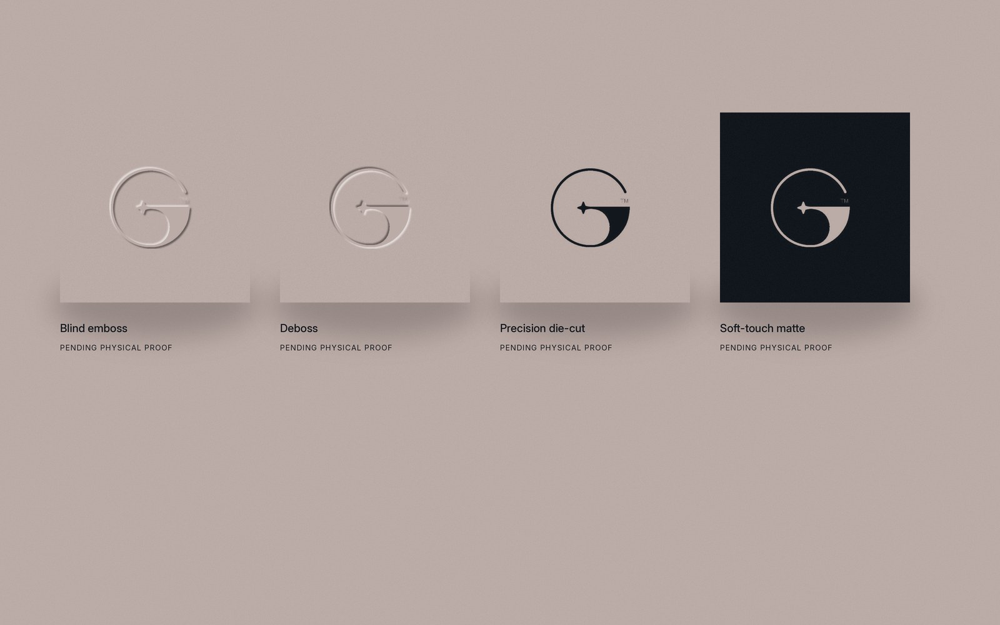 TM
TM
TM
TM
Blind emboss
PENDING PHYSICAL PROOF
Deboss
PENDING PHYSICAL PROOF
Precision die-cut
PENDING PHYSICAL PROOF
Soft-touch matte
PENDING PHYSICAL PROOF